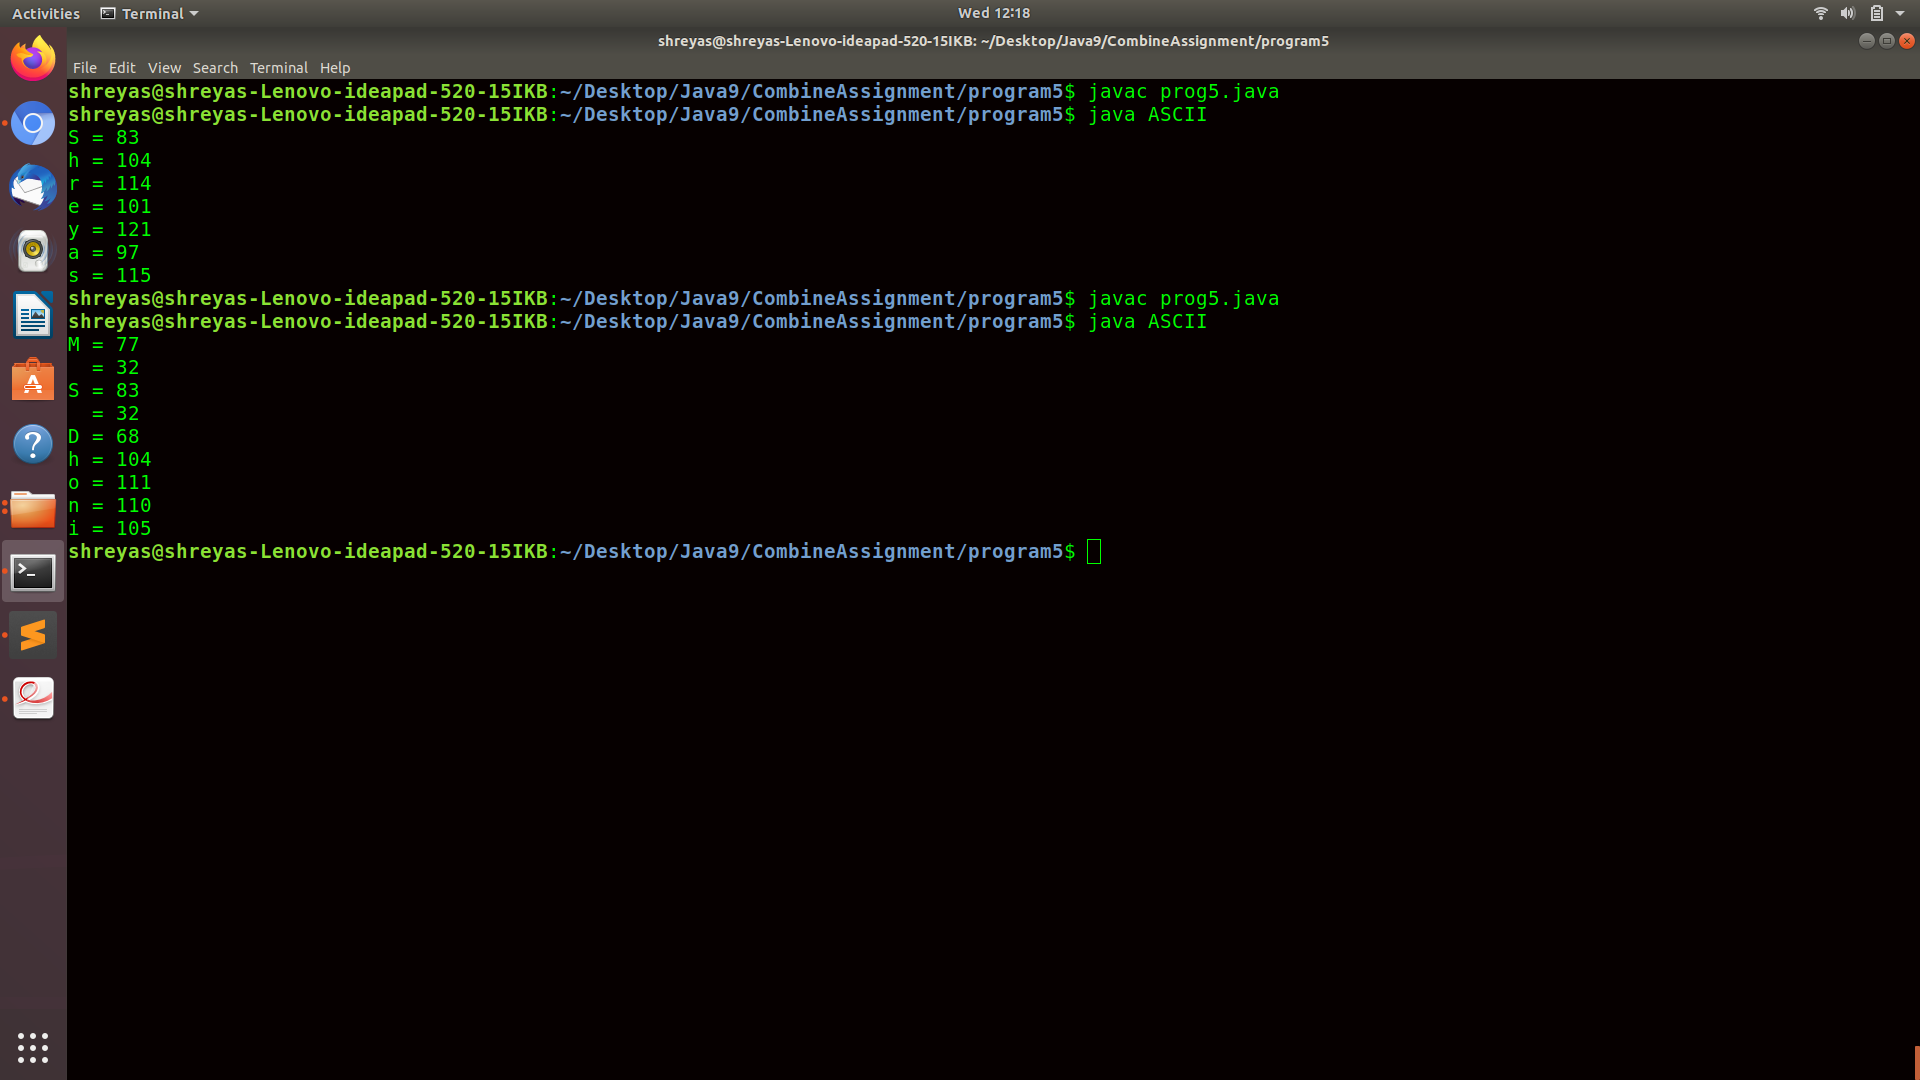 Activities Terminal Wed 12:18
shreyas@shreyas-Lenovo-ideapad-520-15IKB: ~/Desktop/Java9/CombineAssignment/program5
File Edit View Search Terminal Help
shreyas@shreyas-Lenovo-ideapad-520-15IKB:~/Desktop/Java9/CombineAssignment/program5$ javac prog5.java
shreyas@shreyas-Lenovo-ideapad-520-15IKB:~/Desktop/Java9/CombineAssignment/program5$ java ASCII
S = 83
h = 104
r = 114
e = 101
y = 121
a = 97
s = 115
shreyas@shreyas-Lenovo-ideapad-520-15IKB:~/Desktop/Java9/CombineAssignment/program5$ javac prog5.java
shreyas@shreyas-Lenovo-ideapad-520-15IKB:~/Desktop/Java9/CombineAssignment/program5$ java ASCII
M = 77
  = 32
S = 83
  = 32
D = 68
h = 104
o = 111
n = 110
i = 105
shreyas@shreyas-Lenovo-ideapad-520-15IKB:~/Desktop/Java9/CombineAssignment/program5$